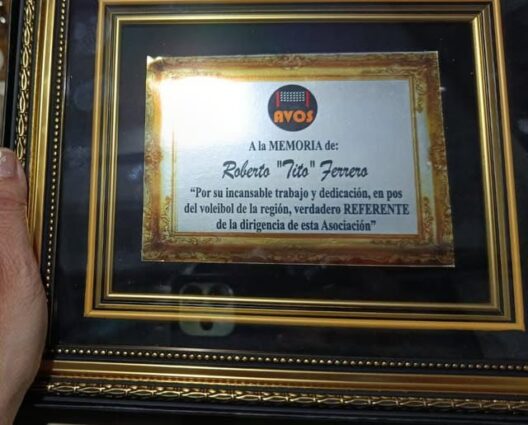 AVOS
A la MEMORIA de:
Roberto "Tito" Ferrero
“Por su incansable trabajo y dedicación, en pos
del voleibol de la región, verdadero REFERENTE
de la dirigencia de esta Asociación”